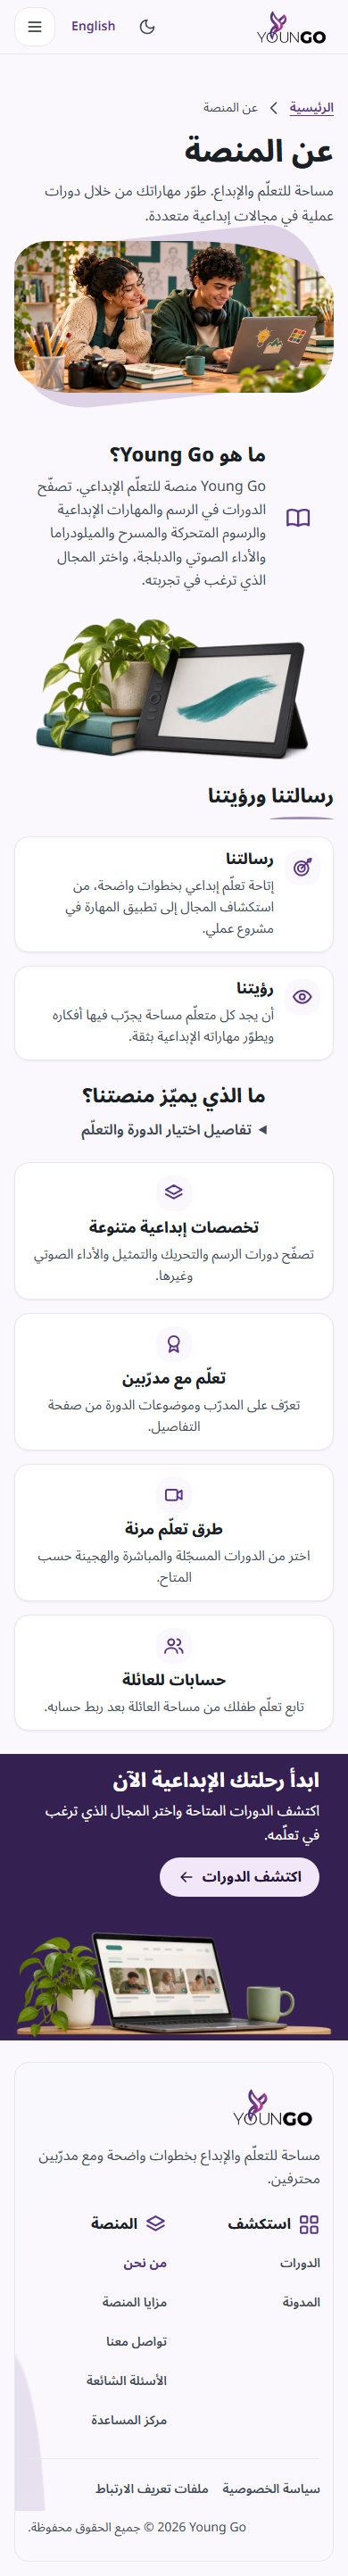 English
YOUNGO
الرئيسية
عن المنصة
عن المنصة
مساحة للتعلّم والإبداع. طوّر مهاراتك من خلال دورات
عملية في مجالات إبداعية متعددة.
ما هو Young Go؟
Young Go منصة للتعلّم الإبداعي. تصفّح
الدورات في الرسم والمهارات الإبداعية
والرسوم المتحركة والمسرح والميلودراما
والأداء الصوتي والدبلجة، واختر المجال
الذي ترغب في تجربته.
رسالتنا ورؤيتنا
رسالتنا
إتاحة تعلّم إبداعي بخطوات واضحة، من
استكشاف المجال إلى تطبيق المهارة في
مشروع عملي.
رؤيتنا
أن يجد كل متعلّم مساحة يجرّب فيها أفكاره
ويطوّر مهاراته الإبداعية بثقة.
ما الذي يميّز منصتنا؟
تفاصيل اختيار الدورة والتعلّم
تخصصات إبداعية متنوعة
تصفّح دورات الرسم والتحريك والتمثيل والأداء الصوتي
وغيرها.
تعلّم مع مدرّبين
تعرّف على المدرّب وموضوعات الدورة من صفحة
التفاصيل.
طرق تعلّم مرنة
اختر من الدورات المسجّلة والمباشرة والهجينة حسب
المتاح.
حسابات للعائلة
تابع تعلّم طفلك من مساحة العائلة بعد ربط حسابه.
ابدأ رحلتك الإبداعية الآن
اكتشف الدورات المتاحة واختر المجال الذي ترغب
في تعلّمه.
اكتشف الدورات
YOUNGO
مساحة للتعلّم والإبداع بخطوات واضحة ومع مدرّبين
محترفين.
استكشف
الدورات
المدونة
المنصة
من نحن
مزايا المنصة
تواصل معنا
الأسئلة الشائعة
مركز المساعدة
سياسة الخصوصية
ملفات تعريف الارتباط
Young Go 2026 © جميع الحقوق محفوظة.